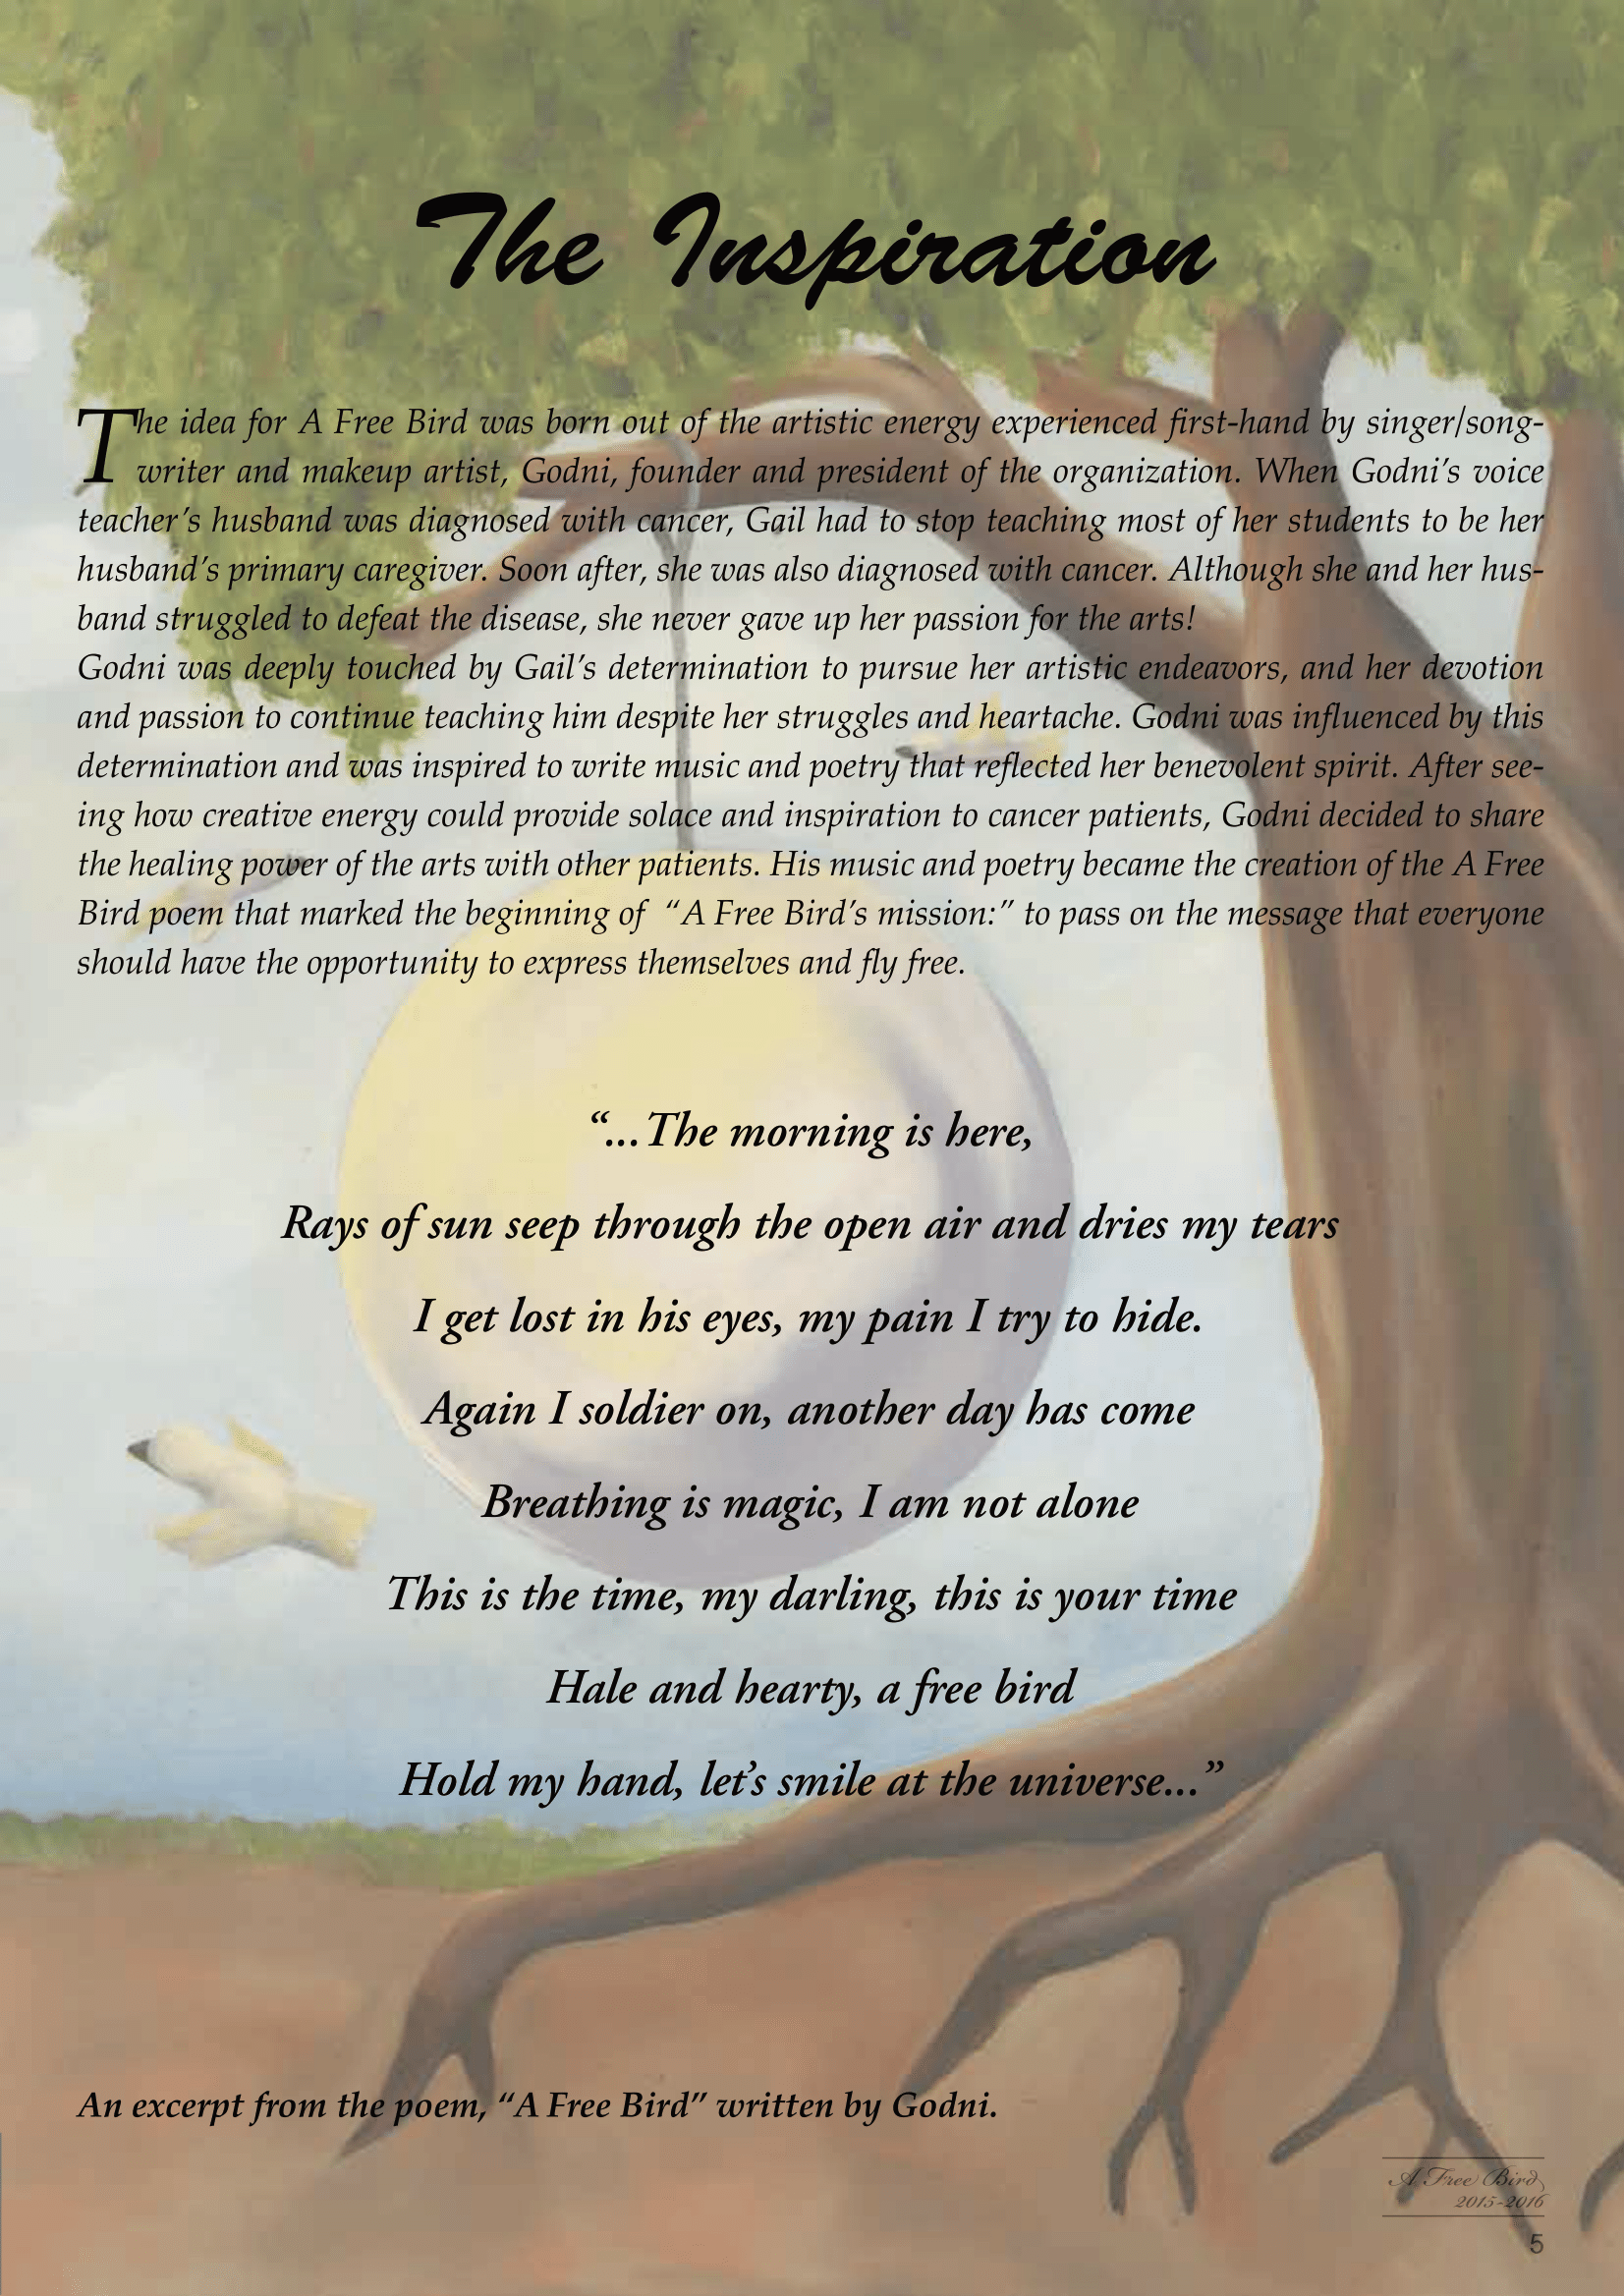 The Inspiration
The idea for A Free Bird was born out of the artistic energy experienced first-hand by singer/song-
writer and makeup artist, Godni, founder and president of the organization. When Godni’s voice
teacher’s husband was diagnosed with cancer, Gail had to stop teaching most of her students to be her
husband’s primary caregiver. Soon after, she was also diagnosed with cancer. Although she and her hus-
band struggled to defeat the disease, she never gave up her passion for the arts!
Godni was deeply touched by Gail’s determination to pursue her artistic endeavors, and her devotion
and passion to continue teaching him despite her struggles and heartache. Godni was influenced by this
determination and was inspired to write music and poetry that reflected her benevolent spirit. After see-
ing how creative energy could provide solace and inspiration to cancer patients, Godni decided to share
the healing power of the arts with other patients. His music and poetry became the creation of the A Free
Bird poem that marked the beginning of “A Free Bird’s mission:” to pass on the message that everyone
should have the opportunity to express themselves and fly free.
“...The morning is here,
Rays of sun seep through the open air and dries my tears
I get lost in his eyes, my pain I try to hide.
Again I soldier on, another day has come
Breathing is magic, I am not alone
This is the time, my darling, this is your time
Hale and hearty, a free bird
Hold my hand, let’s smile at the universe...”
An excerpt from the poem, “A Free Bird” written by Godni.
A Free Bird
2015-2016
5